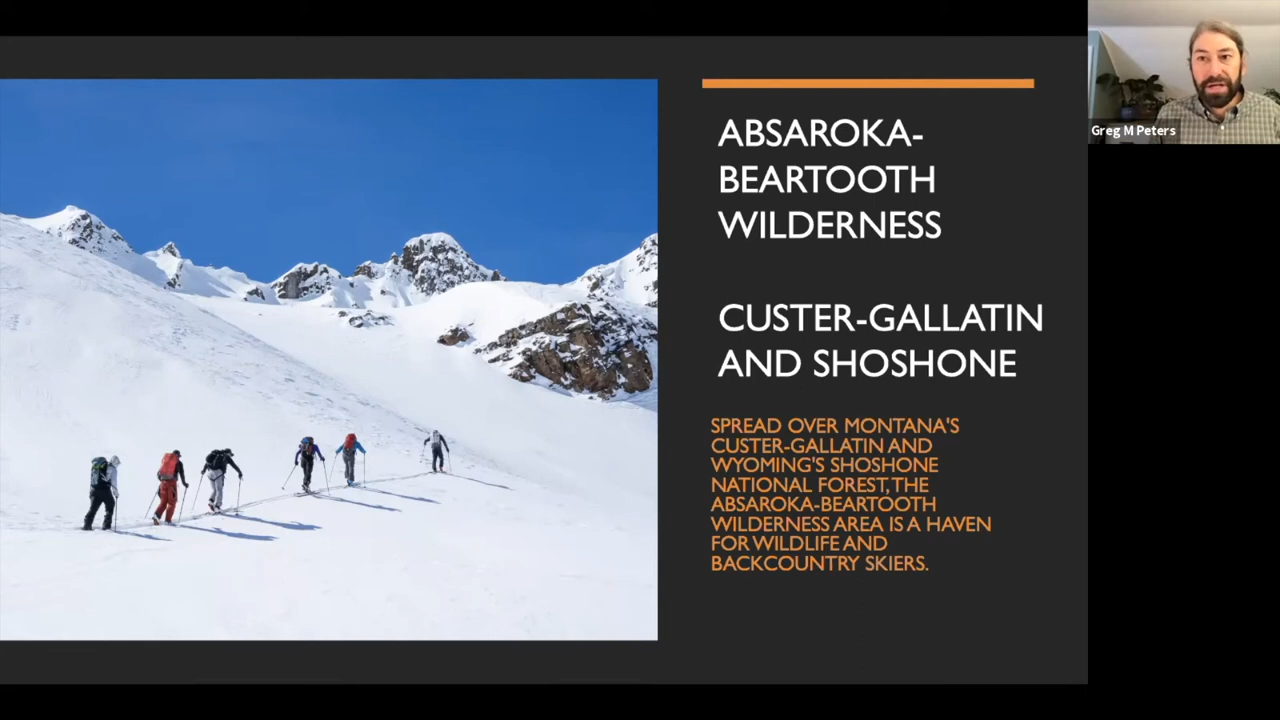 ABSAROKA-
BEARTOOTH
WILDERNESS
CUSTER-GALLATIN
AND SHOSHONE
SPREAD OVER MONTANA'S
CUSTER-GALLATIN AND
WYOMING'S SHOSHONE
NATIONAL FOREST, THE
ABSAROKA-BEARTOOTH
WILDERNESS AREA IS A HAVEN
FOR WILDLIFE AND
BACKCOUNTRY SKIERS.
Greg M Peters